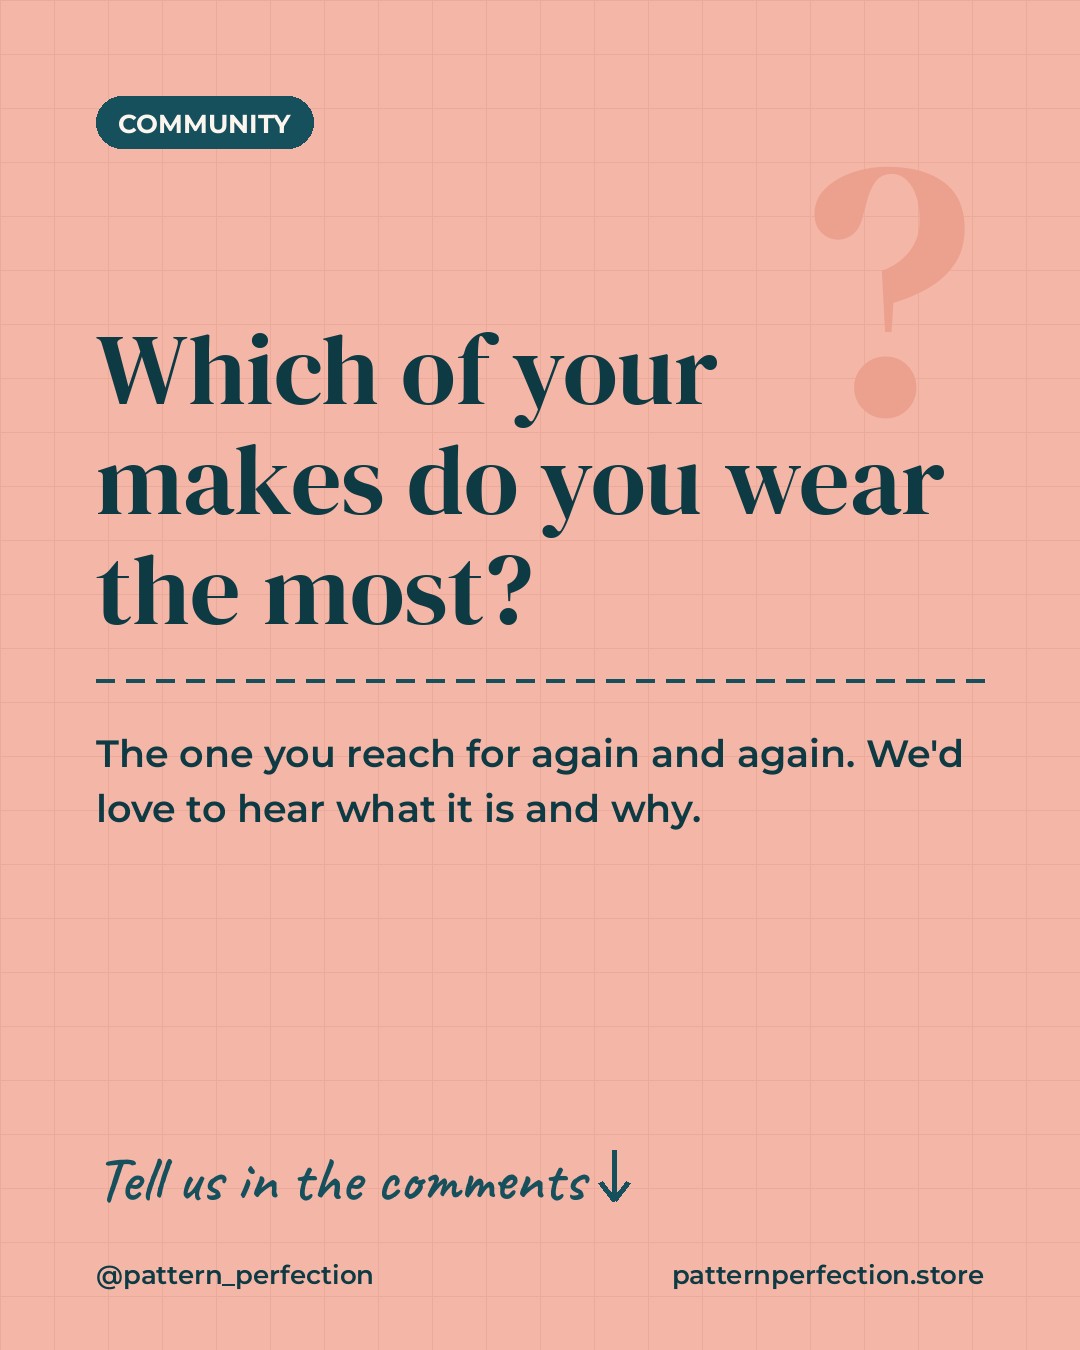 COMMUNITY
?
Which of your
makes do you wear
the most?
The one you reach for again and again. We'd
love to hear what it is and why.
Tell us in the comments↓
@pattern_perfection
patternperfection.store